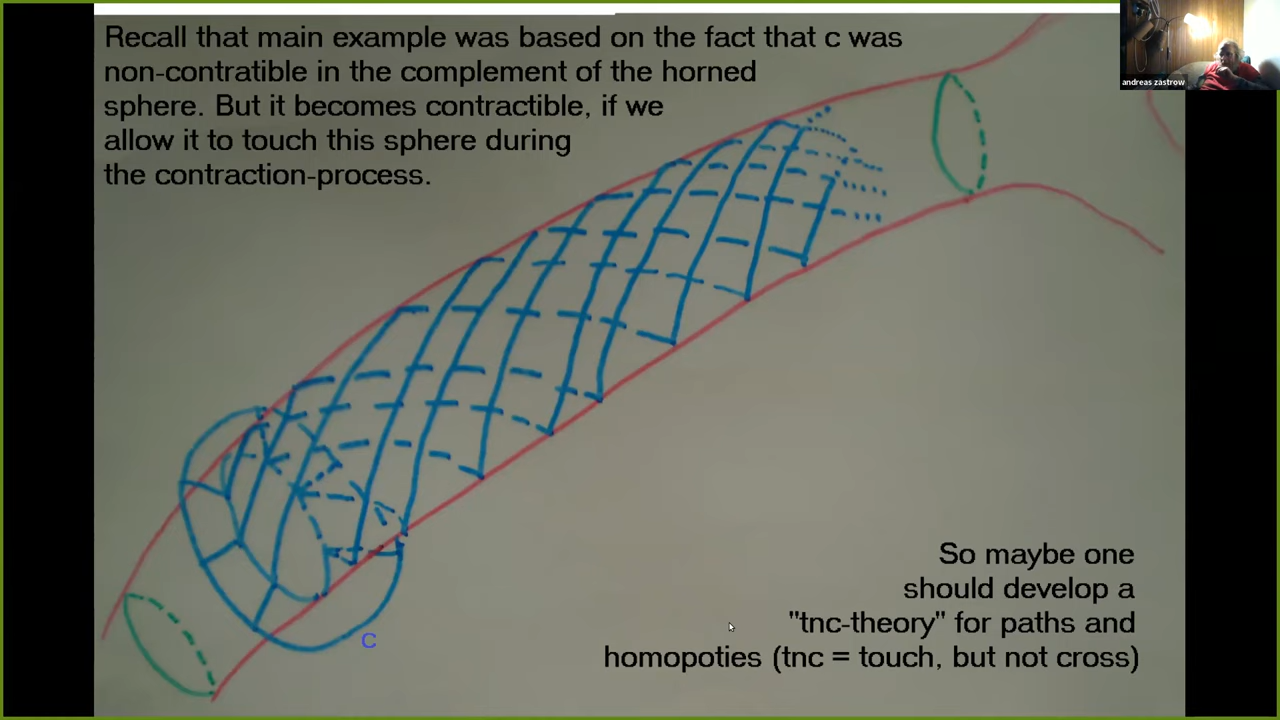 andreas zastrow
Recall that main example was based on the fact that c was
non-contratible in the complement of the horned
sphere. But it becomes contractible, if we
allow it to touch this sphere during
the contraction-process.
c
So maybe one
should develop a
"tnc-theory" for paths and
homopoties (tnc = touch, but not cross)